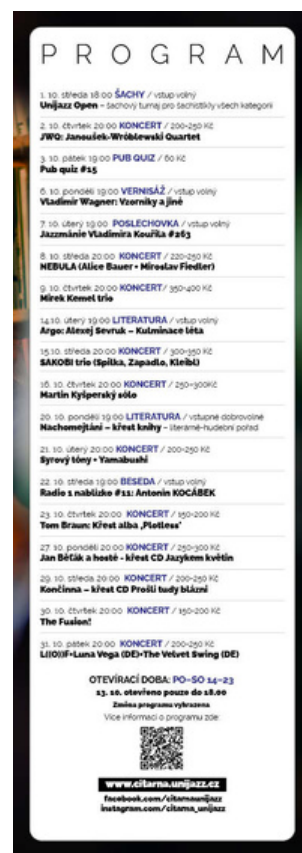 PROGRAM
1. 10. středa 18:00 ŠACHY / vstup volný
Unijazz Open – šachový turnaj pro šachistikly všech kategorií
2. 10. čtvrtek 20:00 KONCERT / 200-250 Kč
JWQ: Janoušek-Wróblewski Quartet
3. 10. pátek 19:00 PUB QUIZ / 60 Kč
Pub quiz #15
6. 10. pondělí 19:00 VERNISÁŽ / vstup volný
Vladimír Wagner: Vzorníky a jiné
7. 10. úterý 19:00 POSLECHOVKA / vstup volný
Jazzmánie Vladimíra Kouřila #263
8. 10. středa 20:00 KONCERT / 220-250 Kč
NEBULA (Alice Bauer + Miroslav Fiedler)
9. 10. čtvrtek 20:00 KONCERT/ 350-400 Kč
Mirek Kemel trio
14.10. úterý 19:00 LITERATURA / vstup volný
Argo: Alexej Sevruk – Kulminace léta
15.10. středa 20:00 KONCERT / 300-350 Kč
SAKOBI trio (Spilka, Zapadlo, Kleibl)
16. 10. čtvrtek 20:00 KONCERT / 250-300Kč
Martin Kyšperský sólo
20. 10. pondělí 19:00 LITERATURA / vstupné dobrovolné
Nachomejtání – křest knihy - literárně-hudební pořad
21. 10. úterý 20:00 KONCERT / 200-250 Kč
Syrový tóny + Yamabushi
22. 10. středa 19:00 BESEDA / vstup volný
Radio 1 nablízko #11: Antonín KOCÁBEK
23. 10. čtvrtek 20:00 KONCERT / 150-200 Kč
Tom Braun: Křest alba „Plotless"
27. 10. pondělí 20:00 KONCERT / 250-300 Kč
Jan Běťák a hosté - křest CD Jazykem květin
29. 10. středa 20:00 KONCERT / 200-250 Kč
Končinna – křest CD Prošli tudy blázni
30. 10. čtvrtek 20:00 KONCERT / 150-200 Kč
The Fusion!
31. 10. pátek 20:00 KONCERT / 200-250 Kč
L((O))F+Luna Vega (DE)+The Velvet Swing (DE)
OTEVÍRACÍ DOBA: PO–SO 14–23
13. 10. otevřeno pouze do 18.00
Změna programu vyhrazena
Více informací o programu zde:
www.citarna.unijazz.cz
facebook.com/citarnaunijazz
instagram.com/citarna_unijazz